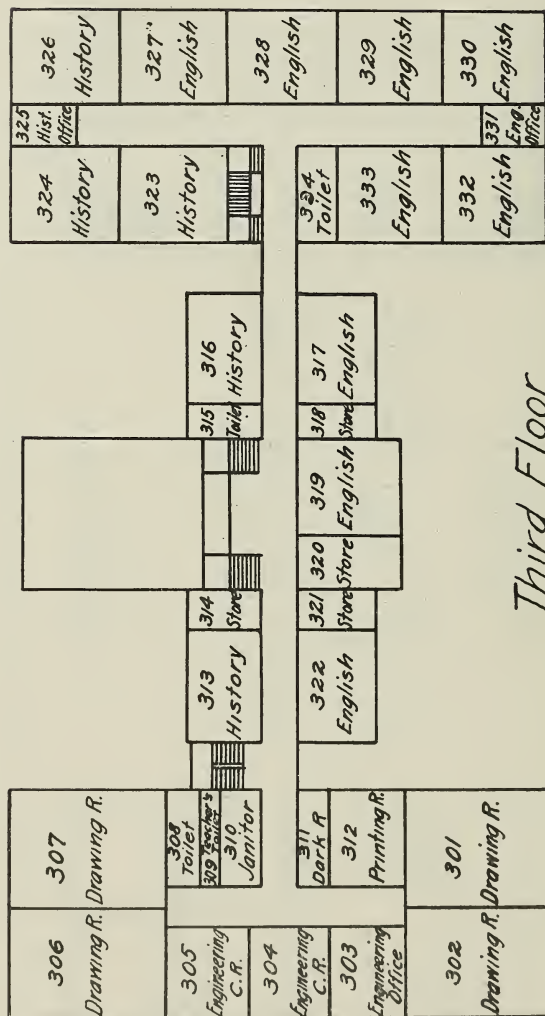 326
History
327"
English
328
English
329
English
330
English
325
Hist.
Office
331
Eng.
Office
324
History
323
History
334
Toilet
333
English
332
English
316
History
317
English
315
Toilet
318
Store
319
English
320
Store
314
Store
321
Store
313
History
322
English
308
Toilet
309 Teacher's
Toilet
310
Janitor
311
Dark R
312
Printing R.
307
Drawing R.
301
Drawing R.
306
Drawing R.
305
Engineering
C.R.
304
Engineering
C.R.
303
Engineering
Office
302
Drawing R.
Third Floor